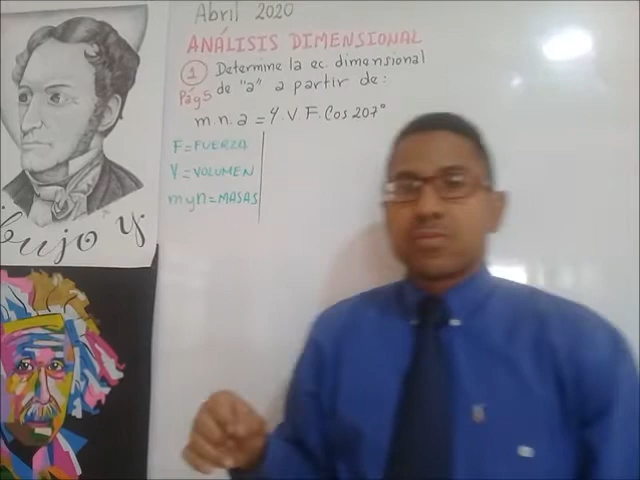 Abril 2020
ANÁLISIS DIMENSIONAL
1 Determine la ec. dimensional
Pág5 de "a" a partir de:
m.n.a = 4.V F.Cos 207°
F=FUERZA
V=VOLUMEN
m y n=MASAS
bujo y